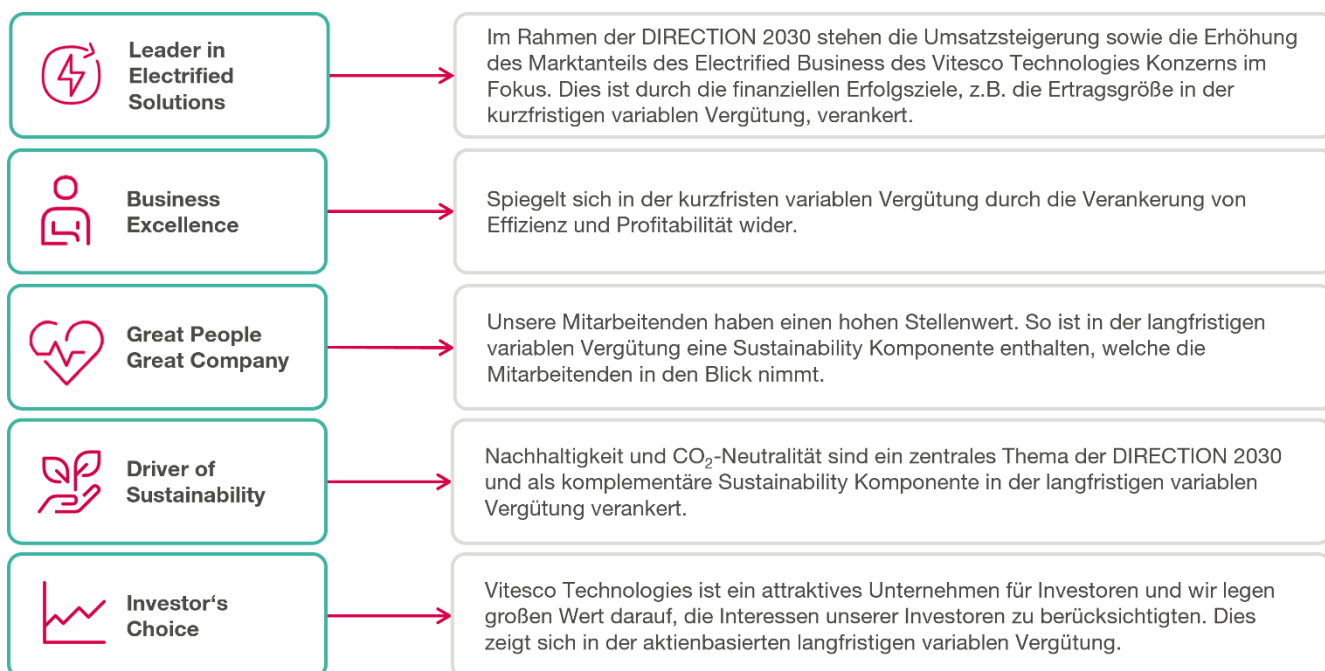 Leader in
Electrified
Solutions
Im Rahmen der DIRECTION 2030 stehen die Umsatzsteigerung sowie die Erhöhung
des Marktanteils des Electrified Business des Vitesco Technologies Konzerns im
Fokus. Dies ist durch die finanziellen Erfolgsziele, z.B. die Ertragsgröße in der
kurzfristigen variablen Vergütung, verankert.
Business
Excellence
Spiegelt sich in der kurzfristen variablen Vergütung durch die Verankerung von
Effizienz und Profitabilität wider.
Great People
Great Company
Unsere Mitarbeitenden haben einen hohen Stellenwert. So ist in der langfristigen
variablen Vergütung eine Sustainability Komponente enthalten, welche die
Mitarbeitenden in den Blick nimmt.
Driver of
Sustainability
Nachhaltigkeit und CO₂-Neutralität sind ein zentrales Thema der DIRECTION 2030
und als komplementäre Sustainability Komponente in der langfristigen variablen
Vergütung verankert.
Investor‘s
Choice
Vitesco Technologies ist ein attraktives Unternehmen für Investoren und wir legen
großen Wert darauf, die Interessen unserer Investoren zu berücksichtigten. Dies
zeigt sich in der aktienbasierten langfristigen variablen Vergütung.